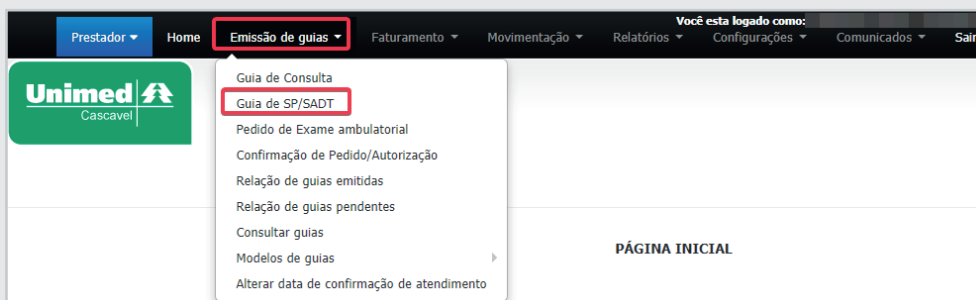 Você esta logado como:
Prestador Home Emissão de guias Faturamento Movimentação Relatórios Configurações Comunicados Sair
Unimed
Cascavel
Guia de Consulta
Guia de SP/SADT
Pedido de Exame ambulatorial
Confirmação de Pedido/Autorização
Relação de guias emitidas
Relação de guias pendentes
Consultar guias
Modelos de guias
Alterar data de confirmação de atendimento
PÁGINA INICIAL